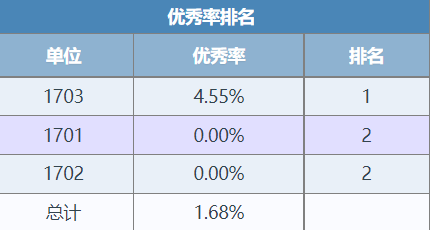 优秀率排名
单位 优秀率 排名
1703 4.55% 1
1701 0.00% 2
1702 0.00% 2
总计 1.68%